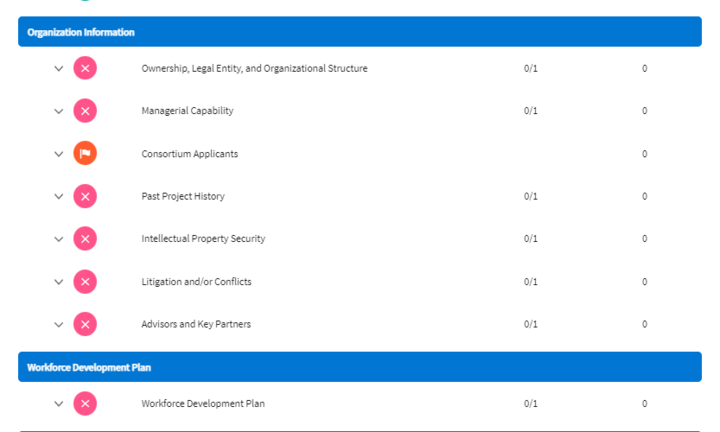 Organization Information
Ownership, Legal Entity, and Organizational Structure 0/1 0
Managerial Capability 0/1 0
Consortium Applicants 0
Past Project History 0/1 0
Intellectual Property Security 0/1 0
Litigation and/or Conflicts 0/1 0
Advisors and Key Partners 0/1 0
Workforce Development Plan
Workforce Development Plan 0/1 0